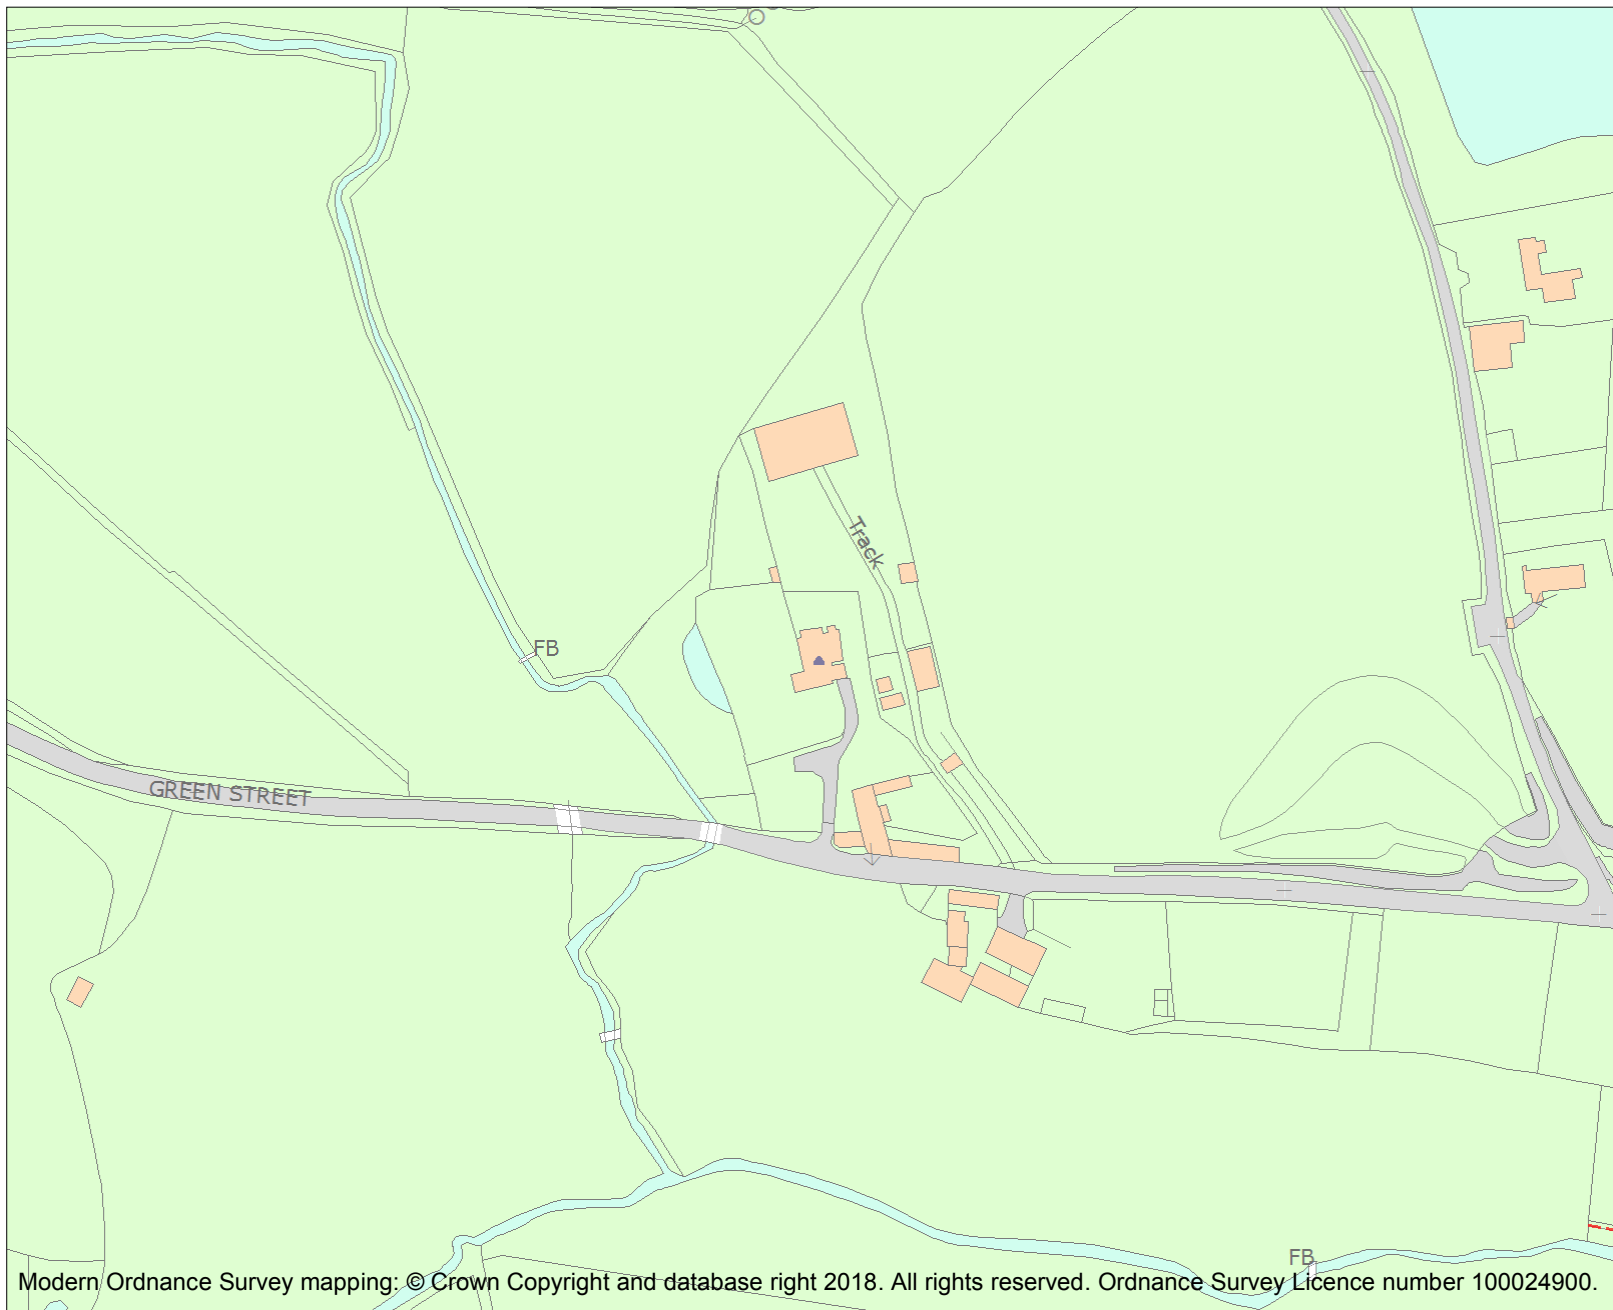 Track
FB
GREEN STREET
FB
Modern Ordnance Survey mapping: © Crown Copyright and database right 2018. All rights reserved. Ordnance Survey Licence number 100024900.